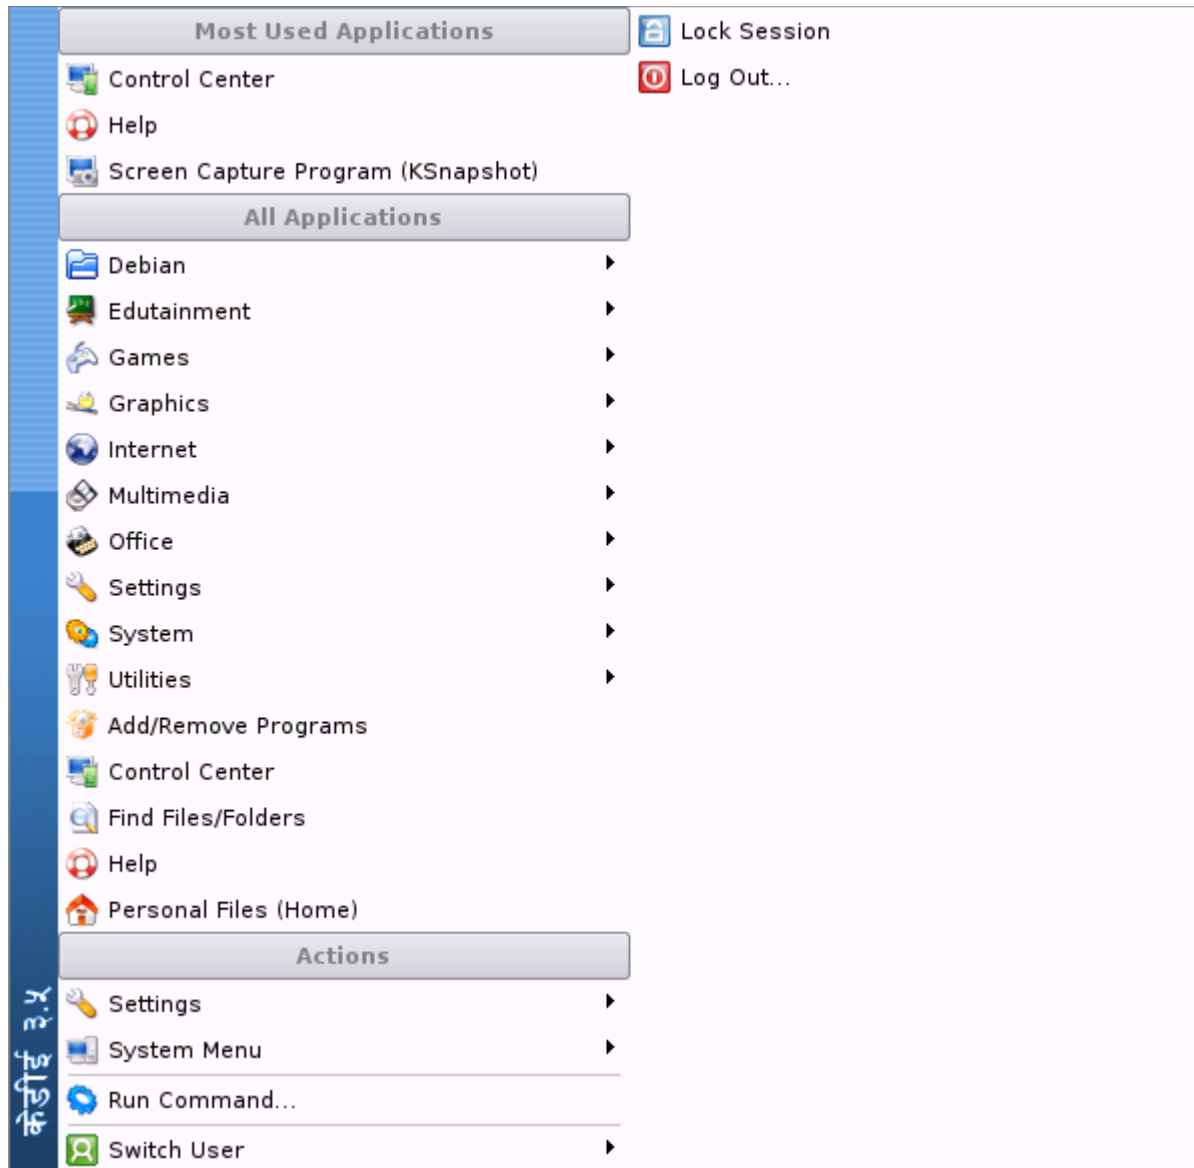 Most Used Applications
Control Center
Help
Screen Capture Program (KSnapshot)
All Applications
Debian
Edutainment
Games
Graphics
Internet
Multimedia
Office
Settings
System
Utilities
Add/Remove Programs
Control Center
Find Files/Folders
Help
Personal Files (Home)
Actions
Settings
System Menu
Run Command...
Switch User
Lock Session
Log Out...
केडीई ३.५